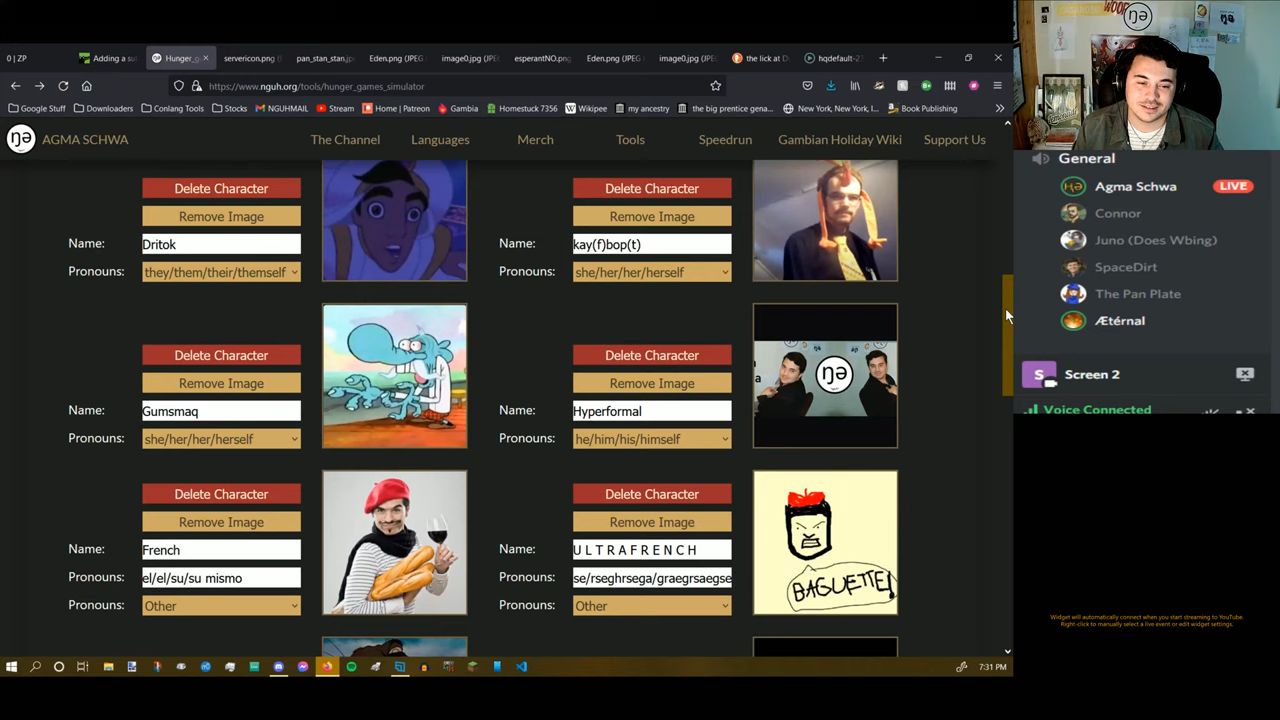 0 | ZP
Adding a su
Hunger_g
servericon.png
pan_stan_stan.j
Eden.png (JPEG
image0.jpg (JP
esperantNO.png
Eden.png (JPEG
image0.jpg (JP
the lick at D
hqdefault-2
https://www.nguh.org/tools/hunger_games_simulator
Google Stuff
Downloaders
Conlang Tools
Stocks
NGUHMAIL
Stream
Home | Patreon
Gambia
Homestuck 7356
Wikipee
my ancestry
the big prence gena...
New York, New York, I...
Book Publishing
ŋə
AGMA SCHWA
The Channel
Languages
Merch
Tools
Speedrun
Gambian Holiday Wiki
Support Us
Delete Character
Remove Image
Name: Dritok
Pronouns: they/them/their/themself
Delete Character
Remove Image
Name: kay(f)bop(t)
Pronouns: she/her/her/herself
Delete Character
Remove Image
Name: Gumsmaq
Pronouns: she/her/her/herself
Delete Character
Remove Image
Name: Hyperformal
Pronouns: he/him/his/himself
ŋə
Delete Character
Remove Image
Name: French
Pronouns: el/el/su/su mismo
Pronouns: Other
Delete Character
Remove Image
Name: U L T R A F R E N C H
Pronouns: se/rseghrsega/graegrsaegse
Pronouns: Other
BAGUETTE!
7:31 PM
ŋə
General
Agma Schwa
LIVE
Connor
Juno (Does Wbing)
SpaceDirt
The Pan Plate
Ætérnal
S
Screen 2
Voice Connected
Widget will automatically connect when you start streaming to YouTube.
Right-click to manually select a live event or edit widget settings.